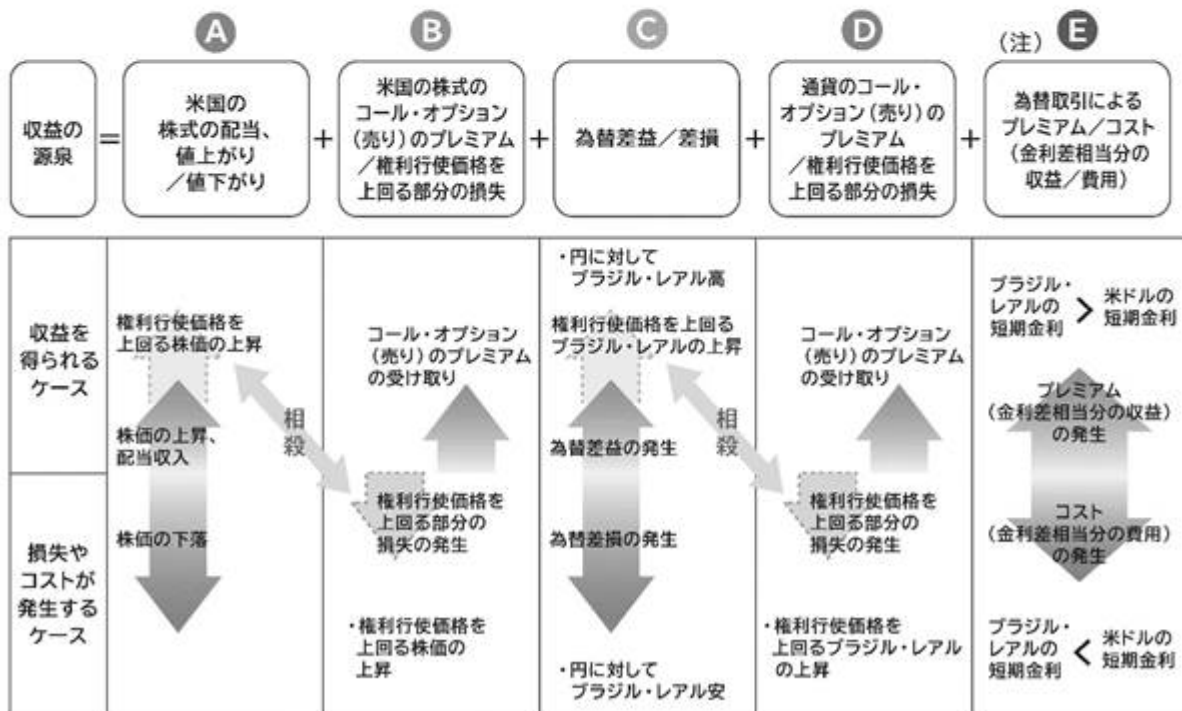 A
B
C
D
(注) E
収益の
源泉
=
米国の
株式の配当、
値上がり
/値下がり
+
米国の株式の
コール・オプション
(売り)のプレミアム
/権利行使価格を
上回る部分の損失
+
為替差益/差損
+
通貨のコール・
オプション(売り)の
プレミアム
/権利行使価格を
上回る部分の損失
+
為替取引による
プレミアム/コスト
(金利差相当分の
収益/費用)
収益を
得られる
ケース
権利行使価格を
上回る株価の上昇
株価の上昇、
配当収入
相殺
コール・オプション
(売り)のプレミアム
の受け取り
・円に対して
ブラジル・レアル高
権利行使価格を上回る
ブラジル・レアルの上昇
為替差益の発生
相殺
コール・オプション
(売り)のプレミアム
の受け取り
ブラジル・
レアルの
短期金利
>
米ドルの
短期金利
プレミアム
(金利差相当分の収益)
の発生
損失や
コストが
発生する
ケース
株価の下落
権利行使価格を
上回る部分の
損失の発生
・権利行使価格を
上回る株価の
上昇
為替差損の発生
・円に対して
ブラジル・レアル安
権利行使価格を
上回る部分の
損失の発生
・権利行使価格を
上回るブラジル・レアル
の上昇
コスト
(金利差相当分の費用)
の発生
ブラジル・
レアルの
短期金利
<
米ドルの
短期金利